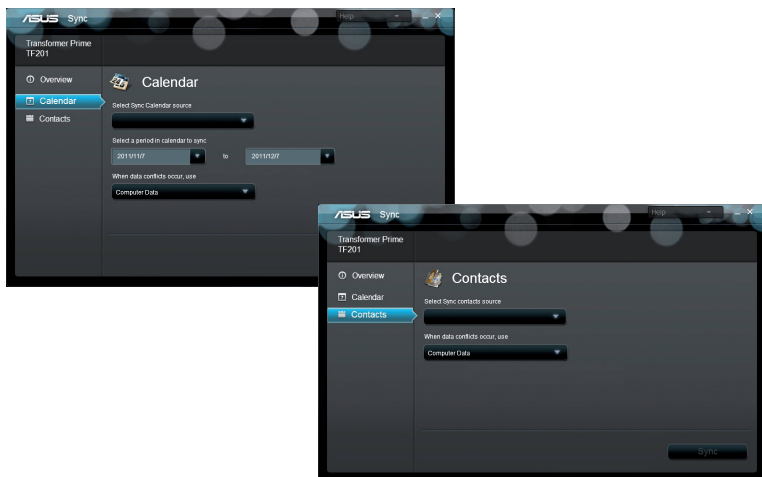 ASUS Sync
Help
Transformer Prime
TF201
Overview
Calendar
Contacts
Calendar
Select Sync Calendar source
Select a period in calendar to sync
2011/11/7 to 2011/12/7
When data conflicts occur, use
Computer Data
ASUS Sync
Help
Transformer Prime
TF201
Overview
Calendar
Contacts
Contacts
Select Sync contacts source
When data conflicts occur, use
Computer Data
Sync